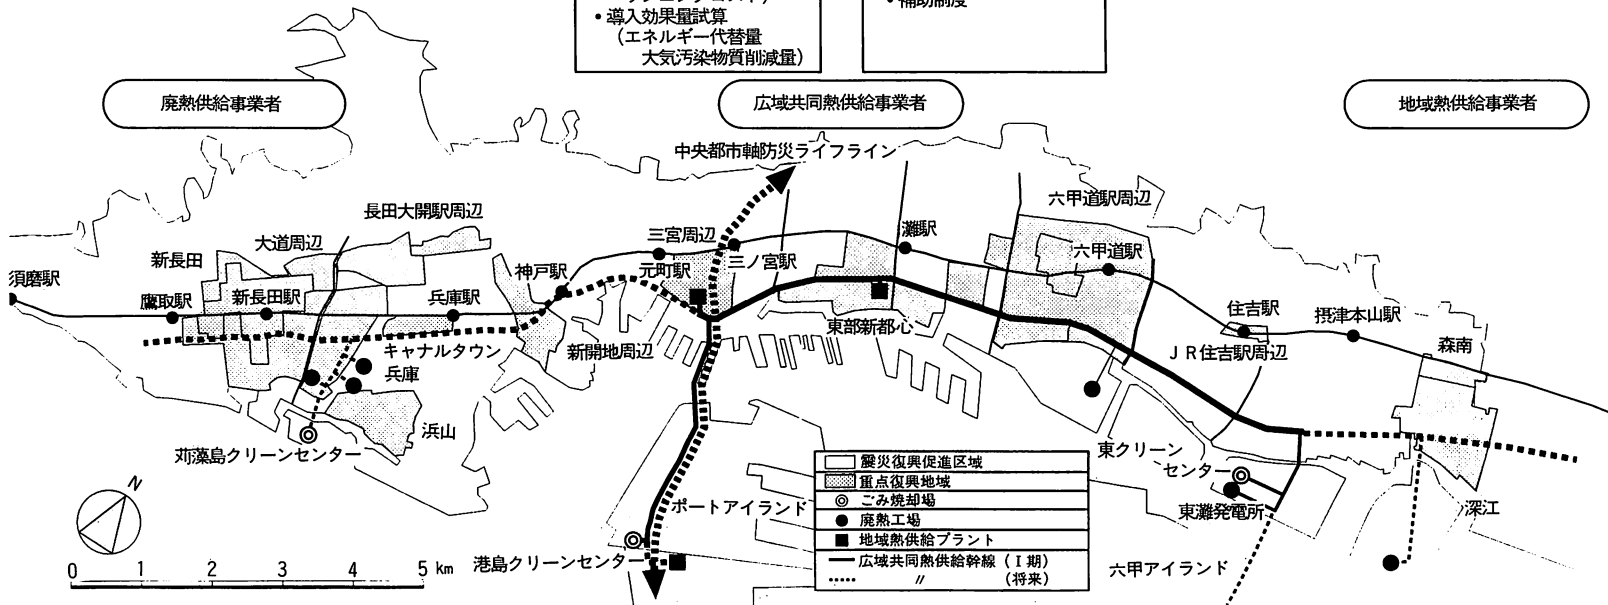 • 導入効果量試算
（エネルギー代替量
大気汚染物質削減量）
廃熱供給事業者
広域共同熱供給事業者
地域熱供給事業者
中央都市軸防災ライフライン
六甲道駅周辺
長田大開駅周辺
大道周辺
三宮周辺
灘駅
新長田
六甲道駅
須磨駅
神戸駅
元町駅
三ノ宮駅
鷹取駅
新長田駅
兵庫駅
住吉駅
摂津本山駅
東部新都心
キャナルタウン
兵庫
新開地周辺
ＪＲ住吉駅周辺
森南
浜山
苅藻島クリーンセンター
東クリーン
センター
震災復興促進区域
重点復興地域
ごみ焼却場
廃熱工場
地域熱供給プラント
広域共同熱供給幹線（Ⅰ期）
〃 （将来）
N
ポートアイランド
東灘発電所
深江
港島クリーンセンター
六甲アイランド
0 1 2 3 4 5 km